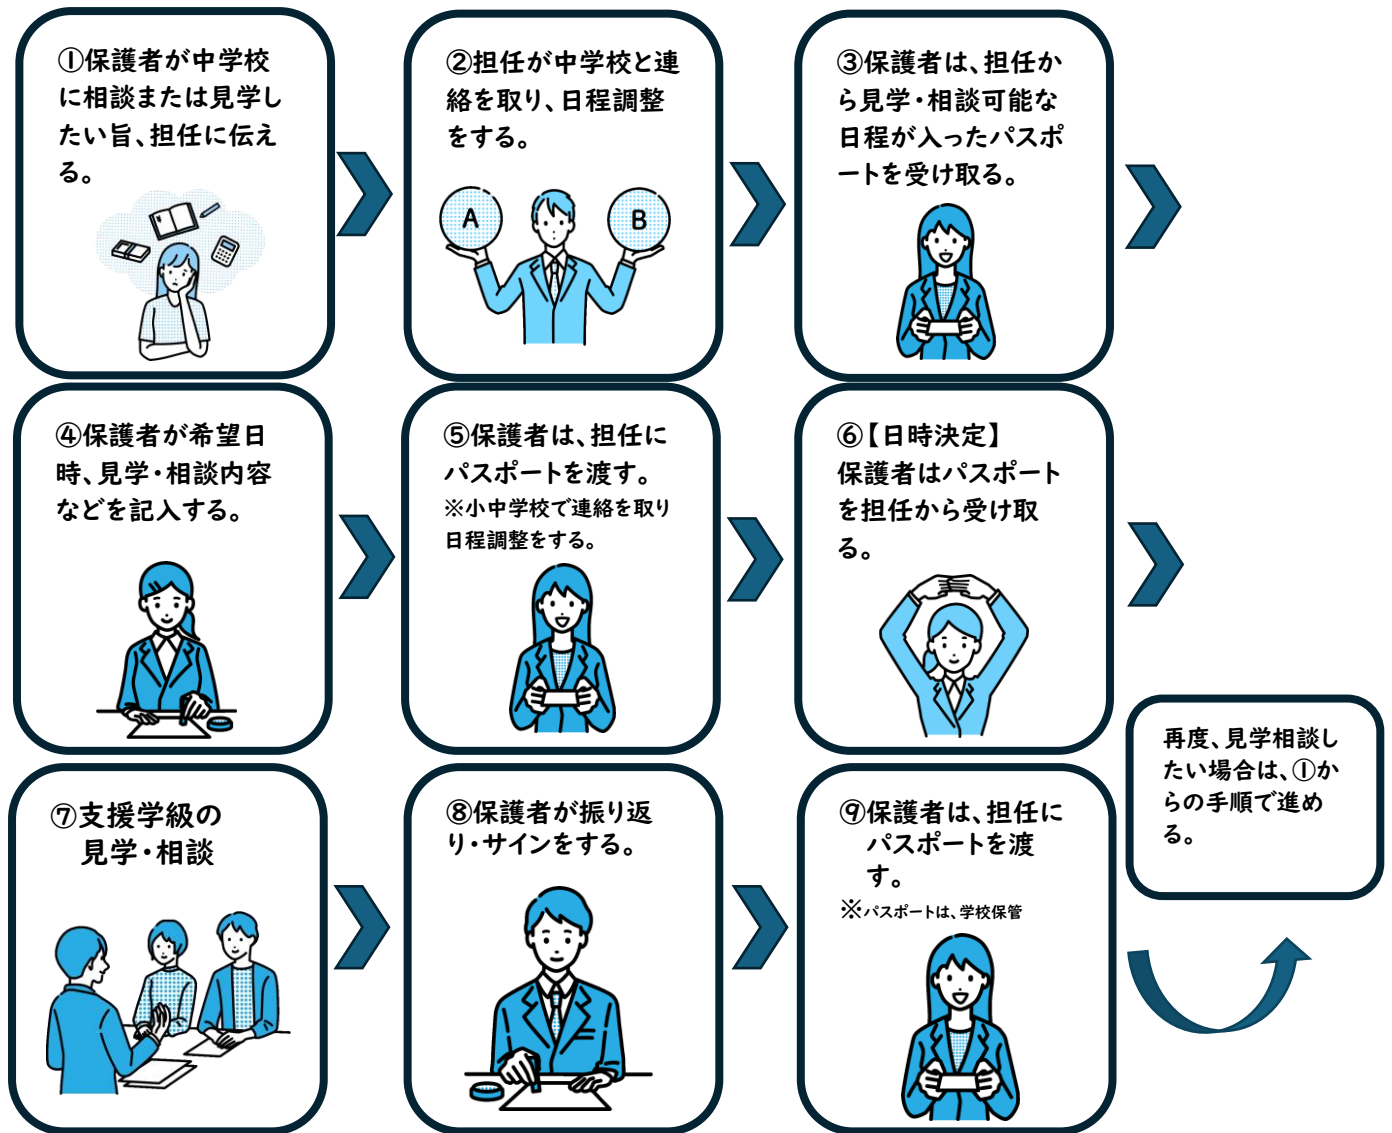 ①保護者が中学校
に相談または見学し
たい旨、担任に伝え
る。
②担任が中学校と連
絡を取り、日程調整
をする。
A
B
③保護者は、担任か
ら見学・相談可能な
日程が入ったパスポ
ートを受け取る。
④保護者が希望日
時、見学・相談内容
などを記入する。
⑤保護者は、担任に
パスポートを渡す。
※小中学校で連絡を取り
日程調整をする。
⑥【日時決定】
保護者はパスポート
を担任から受け取
る。
⑦支援学級の
見学・相談
⑧保護者が振り返
り・サインをする。
⑨保護者は、担任に
パスポートを渡
す。
※パスポートは、学校保管
再度、見学相談し
たい場合は、①か
らの手順で進め
る。